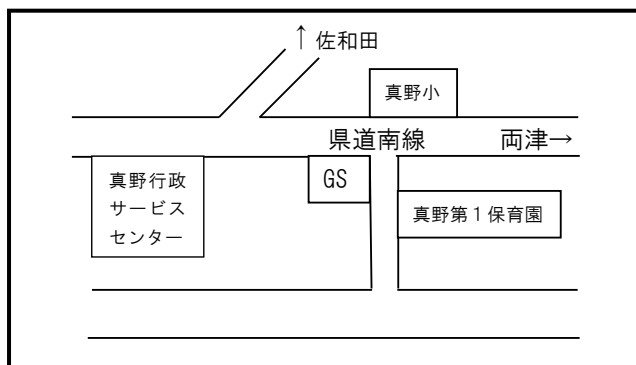 ↑佐和田
真野小
県道南線
両津→
真野行政
サービス
センター
GS
真野第１保育園